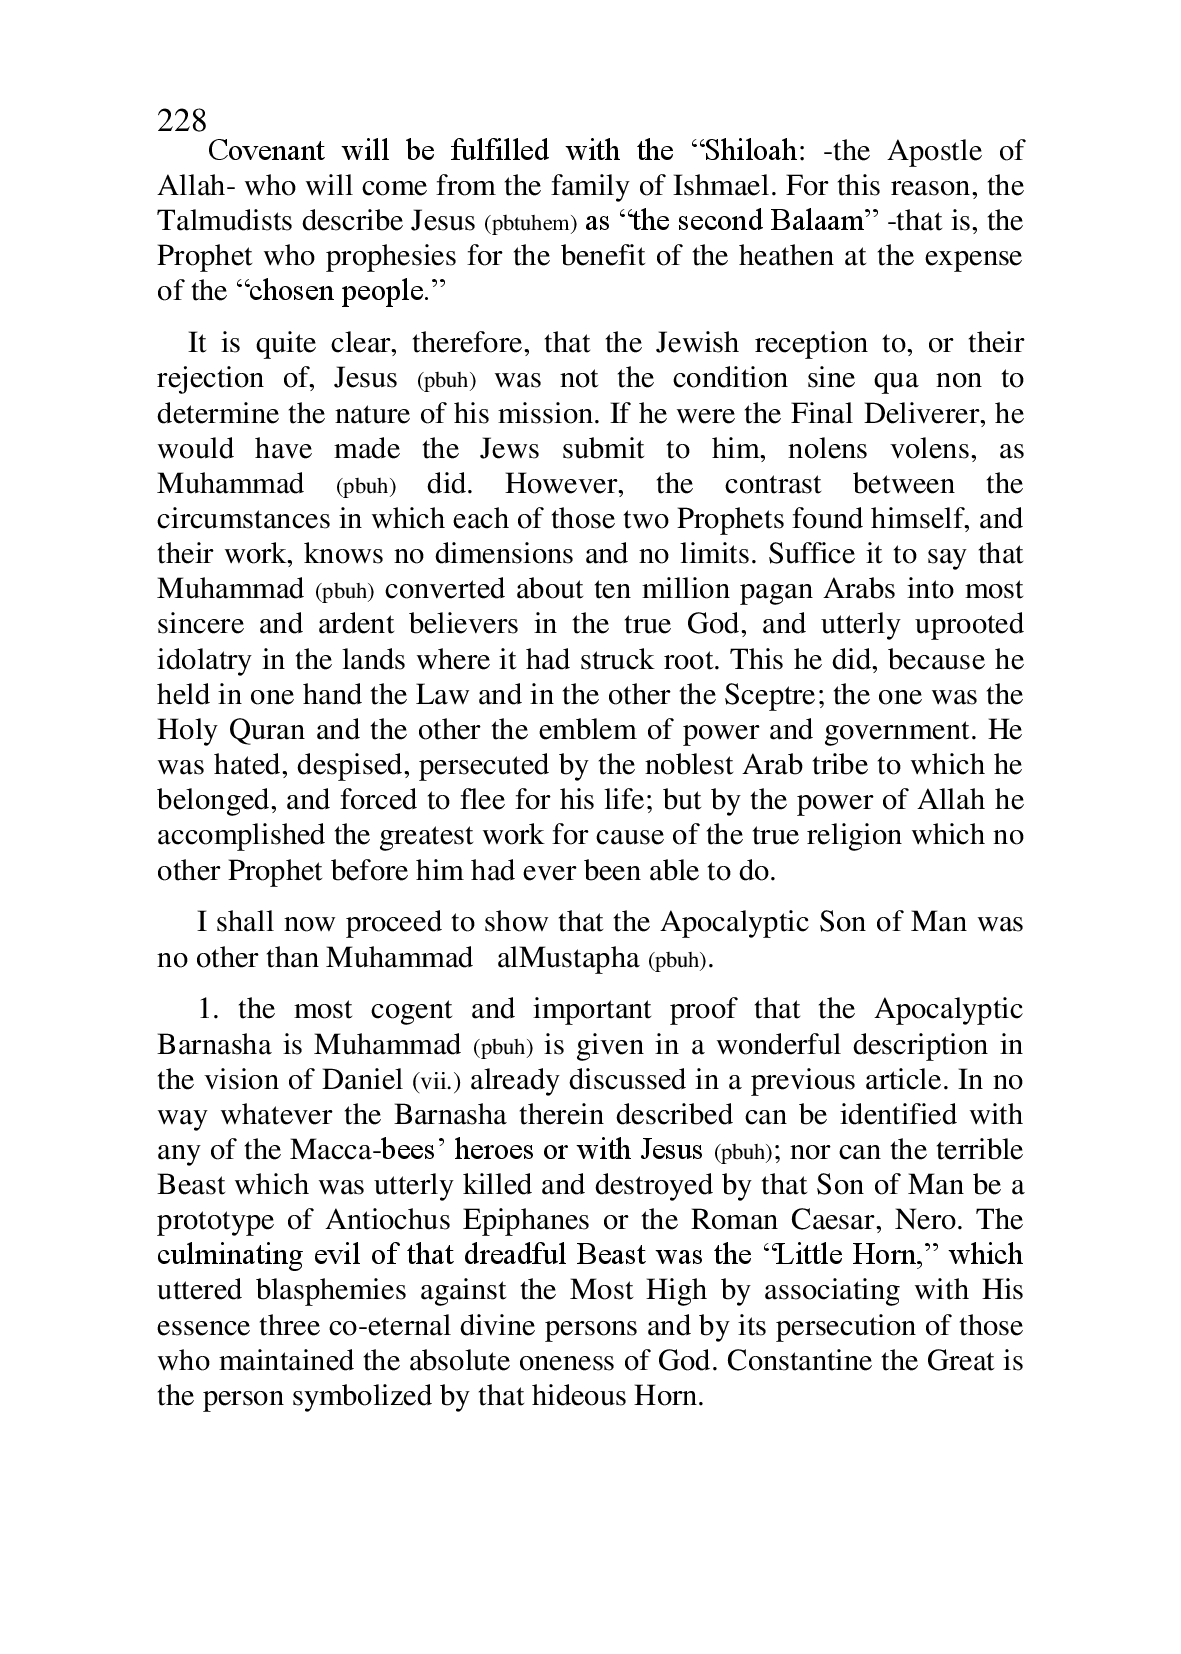 228
Covenant will be fulfilled with the “Shiloah: -the Apostle of
Allah- who will come from the family of Ishmael. For this reason, the
Talmudists describe Jesus (pbtuhem) as “the second Balaam” -that is, the
Prophet who prophesies for the benefit of the heathen at the expense
of the “chosen people.”
It is quite clear, therefore, that the Jewish reception to, or their
rejection of, Jesus (pbuh) was not the condition sine qua non to
determine the nature of his mission. If he were the Final Deliverer, he
would have made the Jews submit to him, nolens volens, as
Muhammad (pbuh) did. However, the contrast between the
circumstances in which each of those two Prophets found himself, and
their work, knows no dimensions and no limits. Suffice it to say that
Muhammad (pbuh) converted about ten million pagan Arabs into most
sincere and ardent believers in the true God, and utterly uprooted
idolatry in the lands where it had struck root. This he did, because he
held in one hand the Law and in the other the Sceptre; the one was the
Holy Quran and the other the emblem of power and government. He
was hated, despised, persecuted by the noblest Arab tribe to which he
belonged, and forced to flee for his life; but by the power of Allah he
accomplished the greatest work for cause of the true religion which no
other Prophet before him had ever been able to do.
I shall now proceed to show that the Apocalyptic Son of Man was
no other than Muhammad alMustapha (pbuh).
1. the most cogent and important proof that the Apocalyptic
Barnasha is Muhammad (pbuh) is given in a wonderful description in
the vision of Daniel (vii.) already discussed in a previous article. In no
way whatever the Barnasha therein described can be identified with
any of the Macca-bees’ heroes or with Jesus (pbuh); nor can the terrible
Beast which was utterly killed and destroyed by that Son of Man be a
prototype of Antiochus Epiphanes or the Roman Caesar, Nero. The
culminating evil of that dreadful Beast was the “Little Horn,” which
uttered blasphemies against the Most High by associating with His
essence three co-eternal divine persons and by its persecution of those
who maintained the absolute oneness of God. Constantine the Great is
the person symbolized by that hideous Horn.